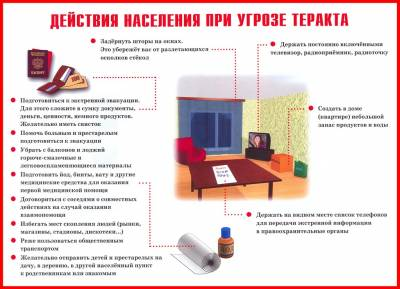 ДЕЙСТВИЯ НАСЕЛЕНИЯ ПРИ УГРОЗЕ ТЕРАКТА
Задёрнуть шторы на окнах.
Это убережёт вас от разлетающихся
осколков стёкол
Держать постоянно включёнными
телевизор, радиоприёмник, радиоточку
ПАСПОРТ
Подготовиться к экстренной эвакуации.
Для этого сложите в сумку документы,
деньги, ценности, немного продуктов.
Желательно иметь свисток
Помочь больным и престарелым
подготовиться к эвакуации
Убрать с балконов и лоджий
горюче-смазочные и
легковоспламеняющиеся материалы
Подготовить йод, бинты, вату и другие
медицинские средства для оказания
первой медицинской помощи
Договориться с соседями о совместных
действиях на случай оказания
взаимопомощи
Избегать мест скопления людей (рынки,
магазины, стадионы, дискотеки...)
Реже пользоваться общественным
транспортом
Желательно отправить детей и престарелых на
дачу, в деревню, в другой населённый пункт
к родственникам или знакомым
Создать в доме
(квартире) небольшой
запас продуктов и воды
Держать на видном месте список телефонов
для передачи экстренной информации
в правоохранительные органы